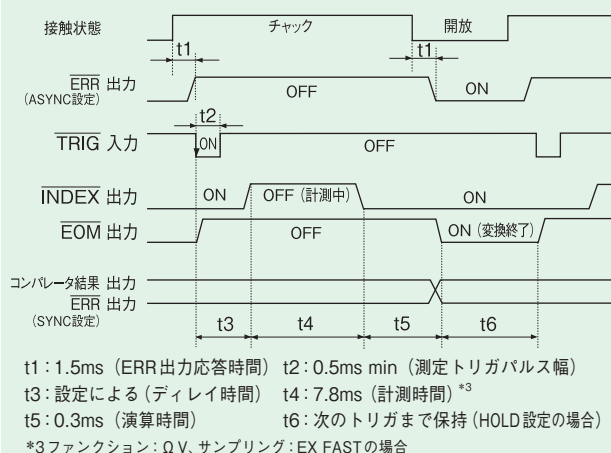 接触状態 チャック 開放
t1 t1
ERR 出力 OFF ON
(ASYNC設定)
t2
TRIG 入力 ON OFF
INDEX 出力 ON OFF (計測中) ON
EOM 出力 OFF ON (変換終了)
コンパレータ結果 出力
ERR 出力
(SYNC設定)
t3 t4 t5 t6
t1：1.5ms（ERR出力応答時間） t2：0.5ms min（測定トリガパルス幅）
t3：設定による（ディレイ時間） t4：7.8ms（計測時間）*3
t5：0.3ms（演算時間） t6：次のトリガまで保持（HOLD設定の場合）
*3ファンクション：Ω V、サンプリング：EX FASTの場合